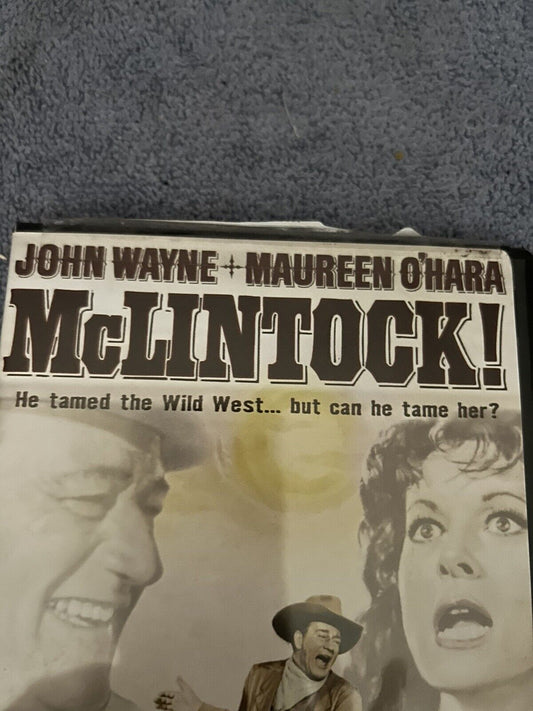 JOHN WAYNE + MAUREEN O'HARA
McLINTOCK!
He tamed the Wild West... but can he tame her?